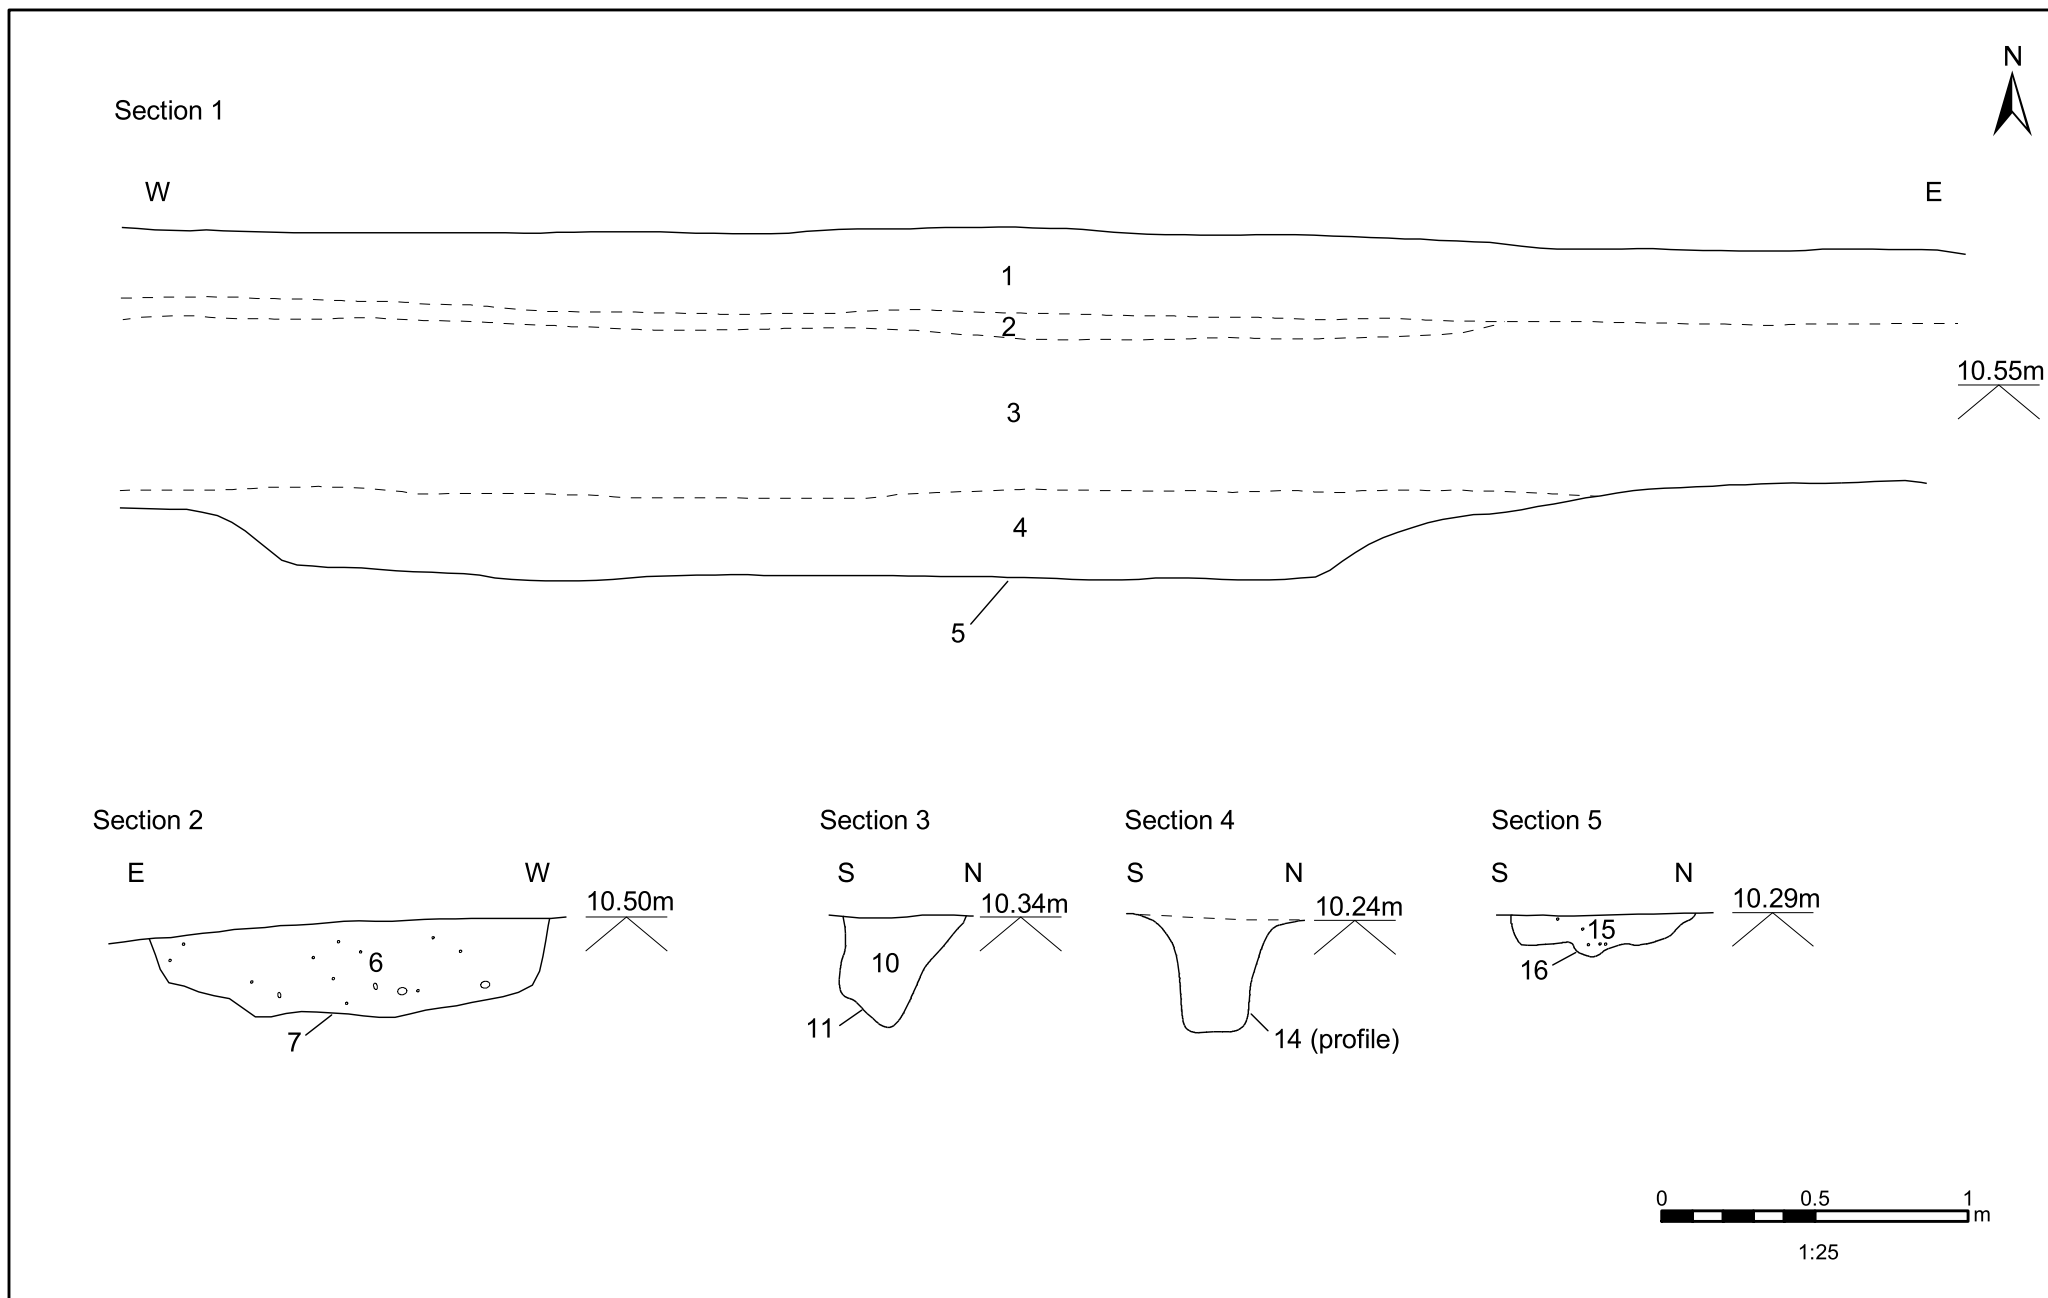 N
Section 1
W E
1
2
10.55m
3
4
5
Section 2 Section 3 Section 4 Section 5
E W S N S N S N
10.50m 10.34m 10.24m 10.29m
6 10 15
16
7 11 14 (profile)
0 0.5 1
m
1:25